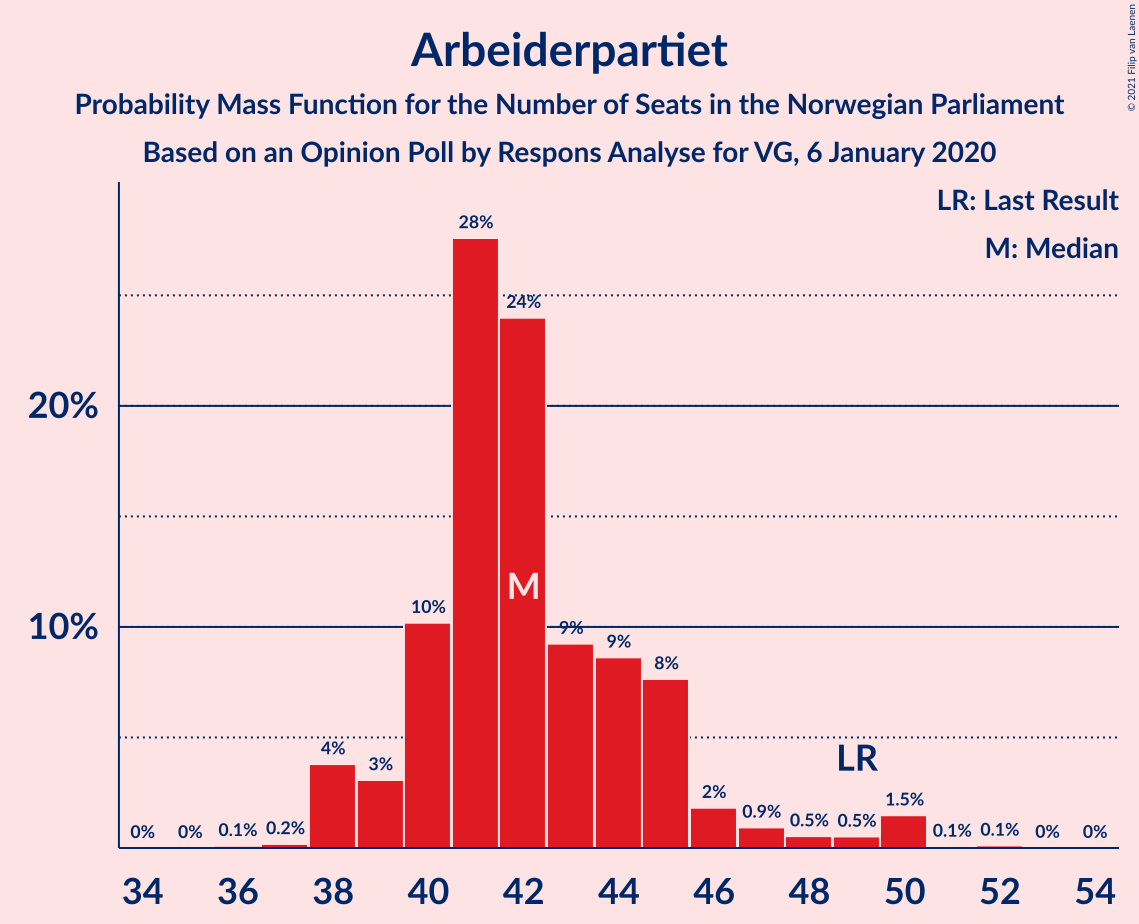 Arbeiderpartiet
Probability Mass Function for the Number of Seats in the Norwegian Parliament
Based on an Opinion Poll by Respons Analyse for VG, 6 January 2020
© 2021 Filip van Laenen
LR: Last Result
M: Median
20%
10%
0% 0% 0.1% 0.2% 4% 3% 10% 28% 24% 9% 9% 8% 2% 0.9% 0.5% 0.5% 1.5% 0.1% 0.1% 0% 0%
M
LR
34 36 38 40 42 44 46 48 50 52 54